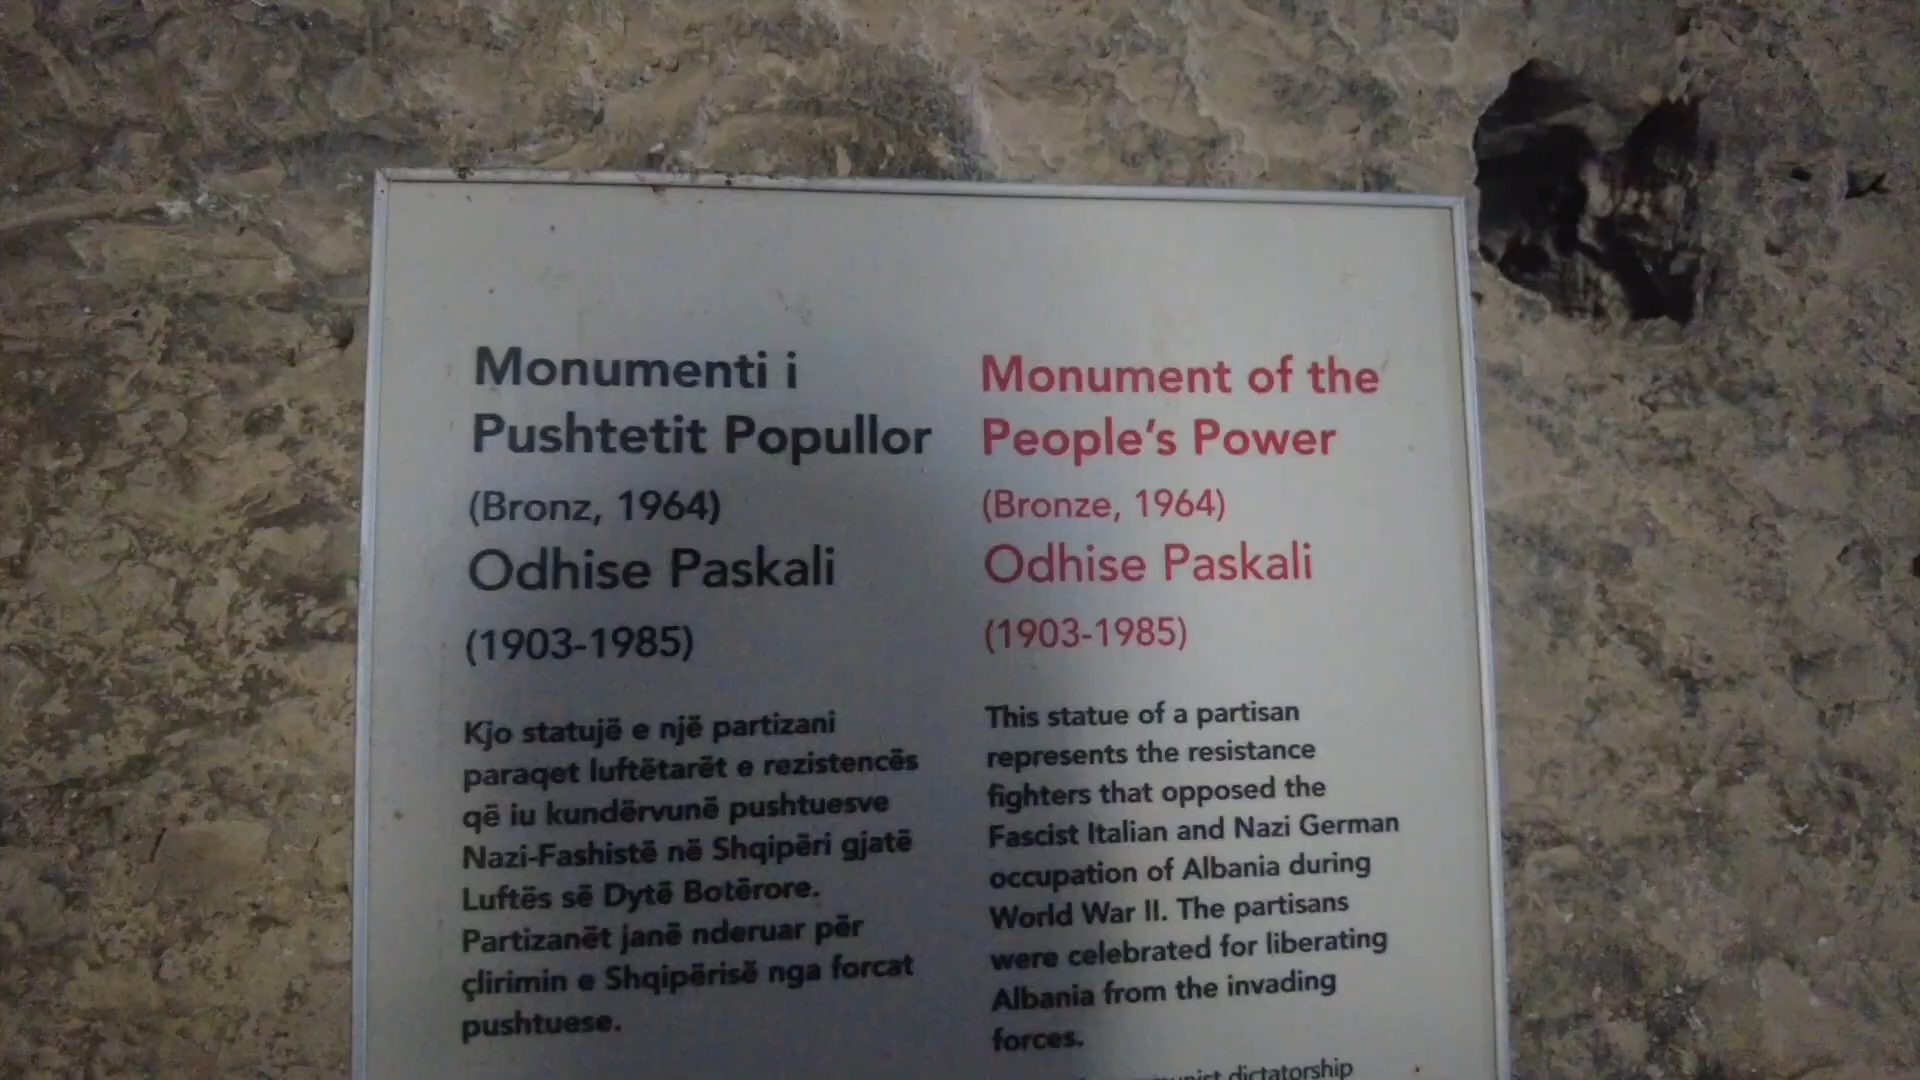 Monumenti i
Pushtetit Popullor
(Bronz, 1964)
Odhise Paskali
(1903-1985)
Kjo statujë e një partizani
paraqet luftëtarët e rezistencës
që iu kundërvunë pushtuesve
Nazi-Fashistë në Shqipëri gjatë
Luftës së Dytë Botërore.
Partizanët janë nderuar për
çlirimin e Shqipërisë nga forcat
pushtuese.
Monument of the
People's Power
(Bronze, 1964)
Odhise Paskali
(1903-1985)
This statue of a partisan
represents the resistance
fighters that opposed the
Fascist Italian and Nazi German
occupation of Albania during
World War II. The partisans
were celebrated for liberating
Albania from the invading
forces.
dictatorship